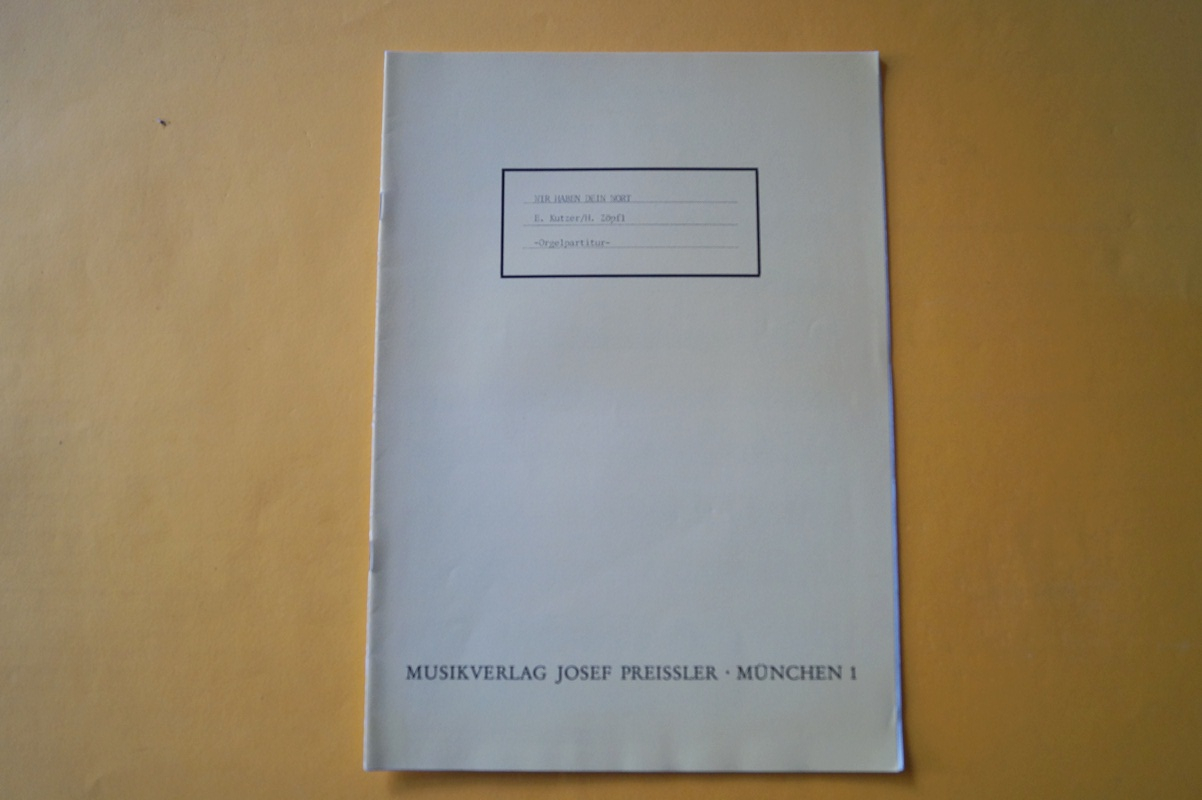 WIR HABEN DEIN WORT
E. Kutzer/H. Zöpfl
-Orgelpartitur-
MUSIKVERLAG JOSEF PREISSLER · MÜNCHEN 1